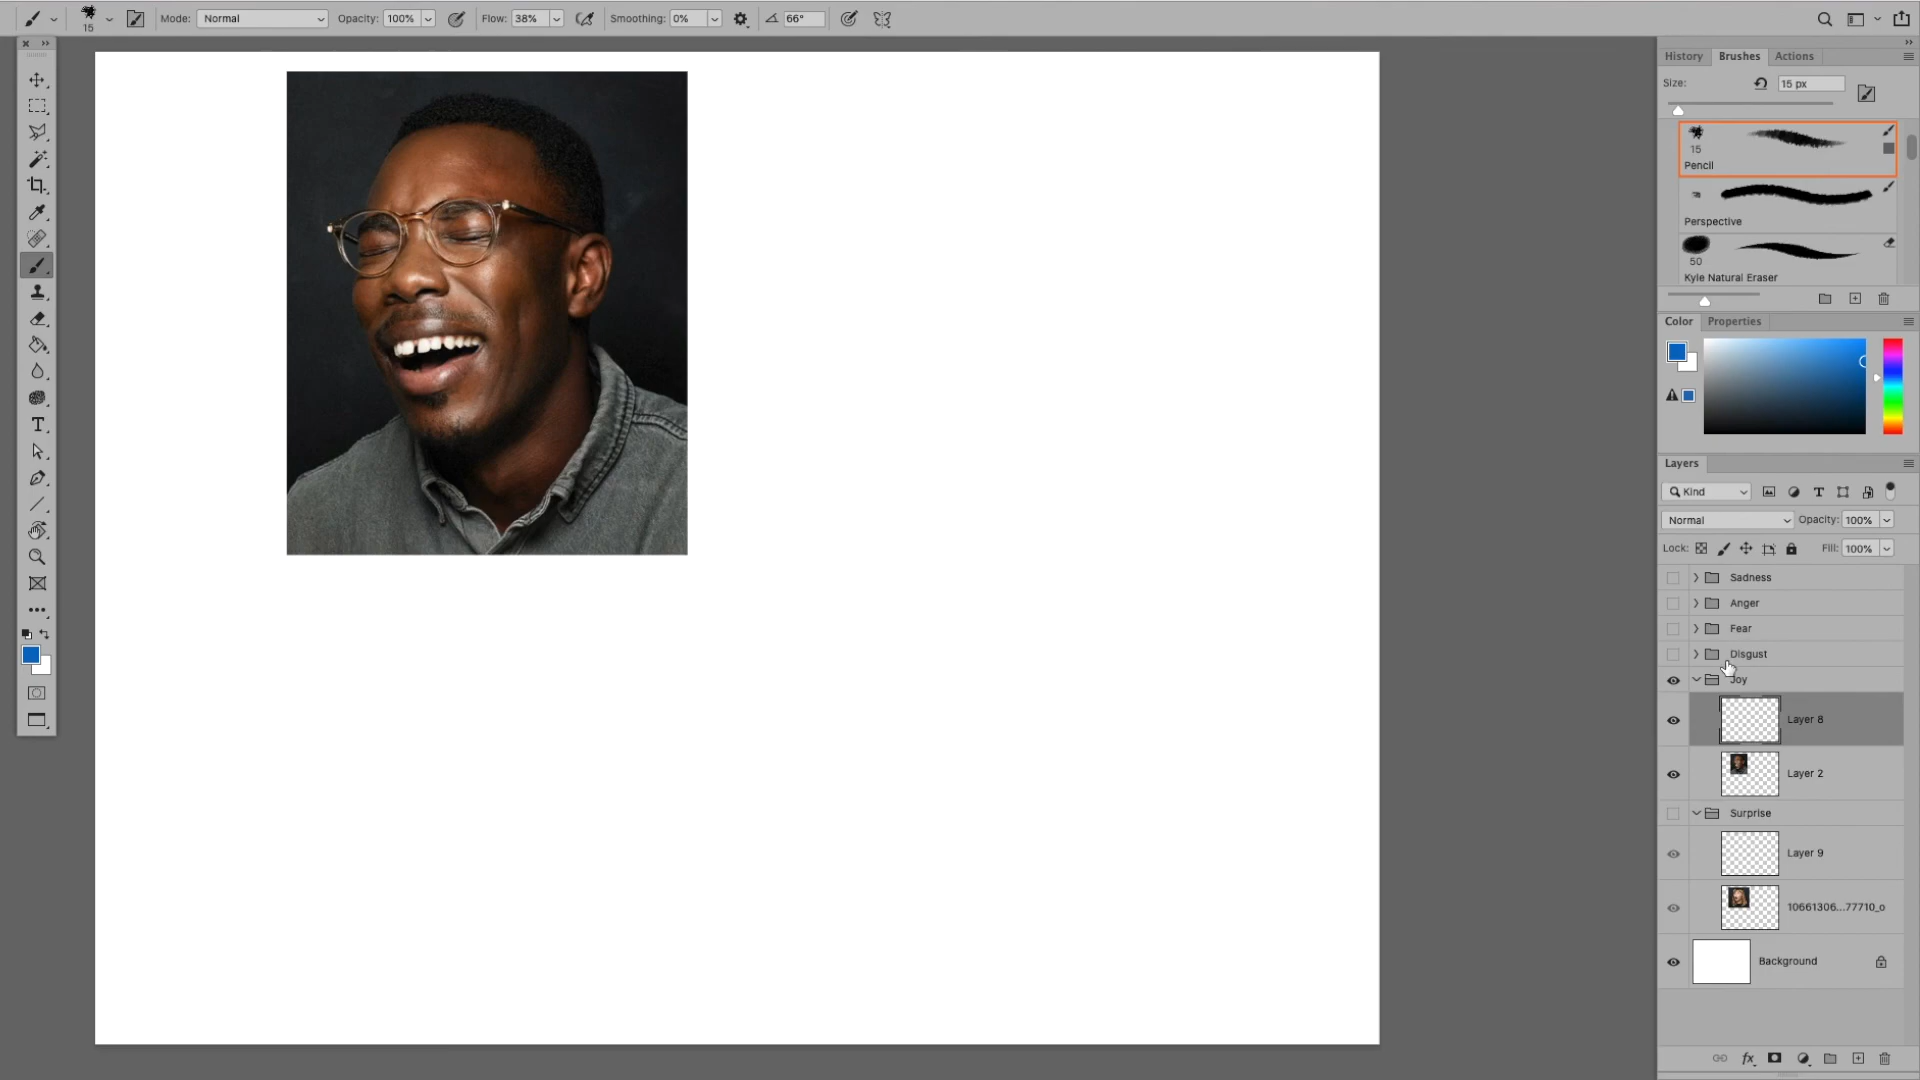 15
Mode: Normal
Opacity: 100%
Flow: 38%
Smoothing: 0%
66°
History Brushes Actions
Size: 15 px
15
Pencil
Perspective
50
Kyle Natural Eraser
Color Properties
Layers
Kind
Normal Opacity: 100%
Lock: Fill: 100%
Sadness
Anger
Fear
Disgust
Joy
Layer 8
Layer 2
Surprise
Layer 9
10661306...77710_o
Background
fx